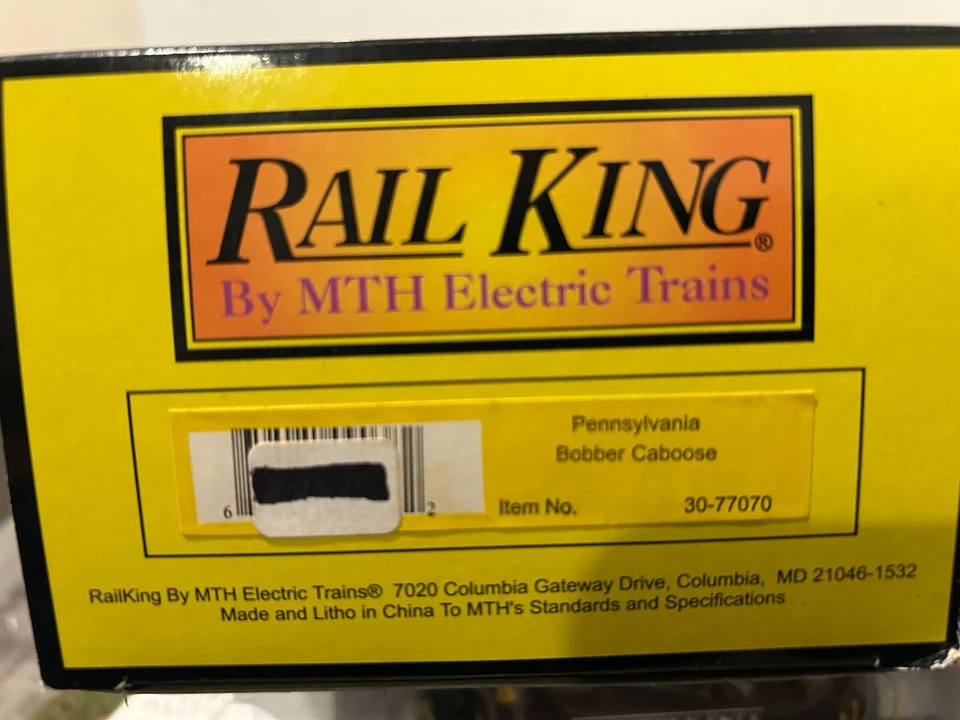 RAIL KING®
By MTH Electric Trains
Pennsylvania
Bobber Caboose
6 2
Item No. 30-77070
RailKing By MTH Electric Trains® 7020 Columbia Gateway Drive, Columbia, MD 21046-1532
Made and Litho in China To MTH's Standards and Specifications